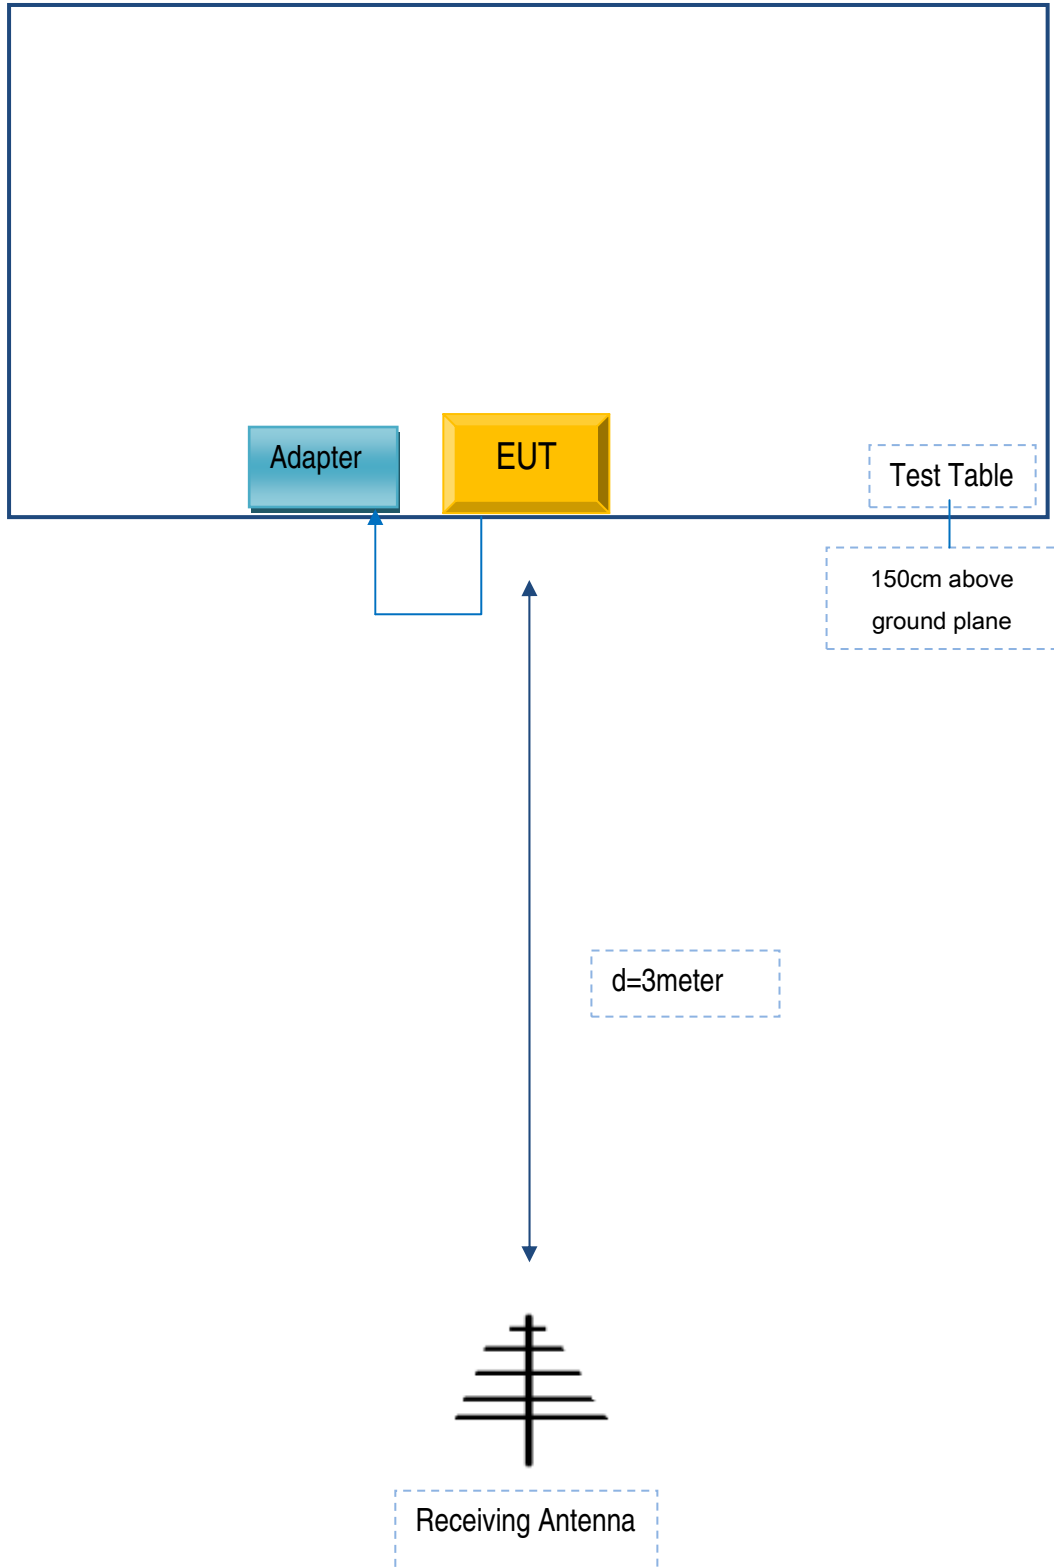 Adapter
EUT
Test Table
150cm above
ground plane
d=3meter
Receiving Antenna